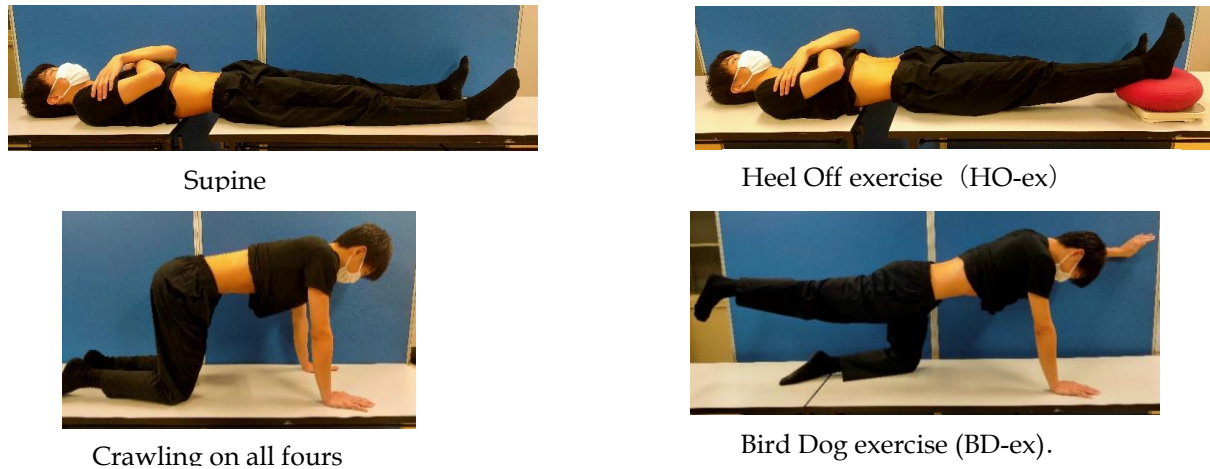 Supine
Heel Off exercise（HO-ex）
Crawling on all fours
Bird Dog exercise (BD-ex).